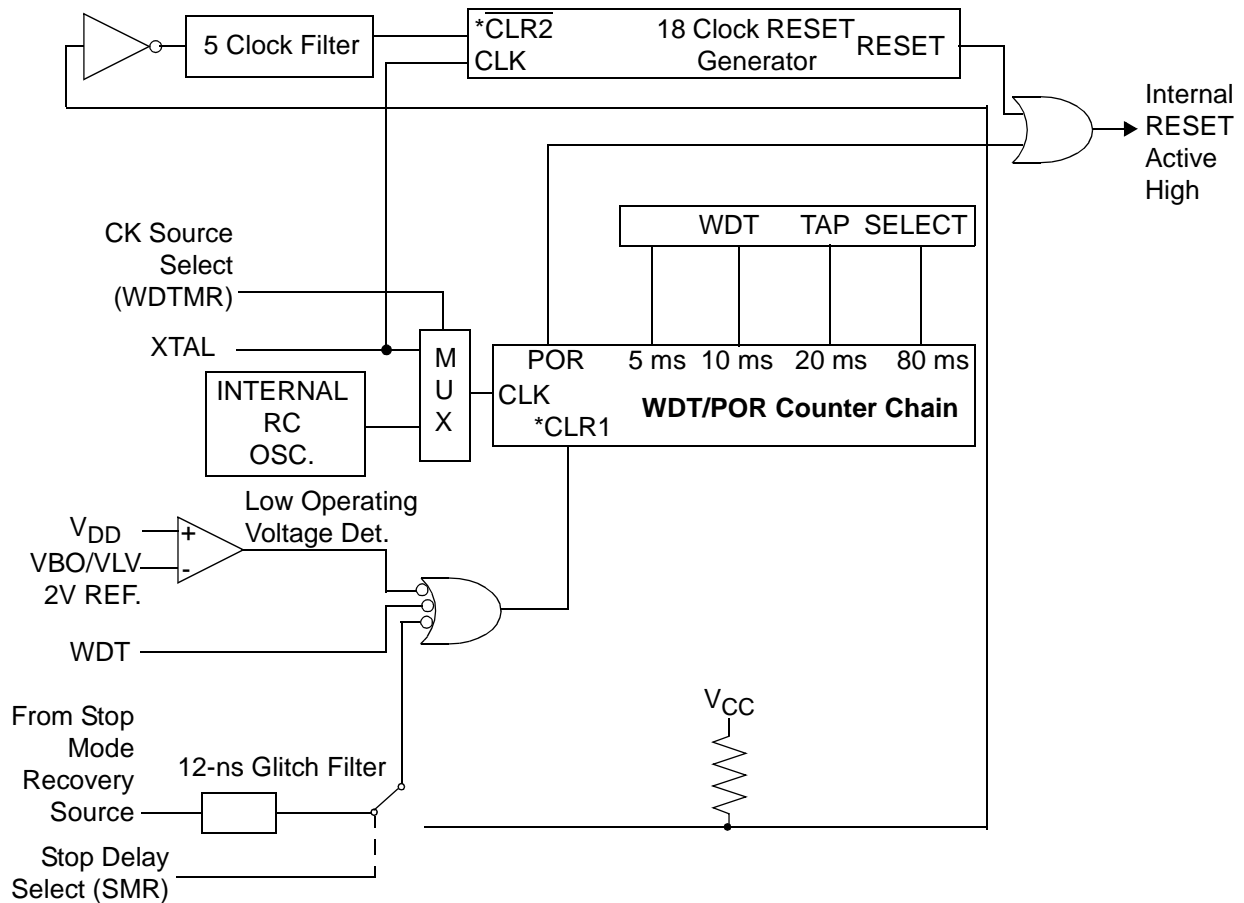 5 Clock Filter
*CLR2
CLK
18 Clock RESET
Generator
RESET
Internal
RESET
Active
High
WDT TAP SELECT
CK Source
Select
(WDTMR)
XTAL
INTERNAL
RC
OSC.
M
U
X
POR
5 ms
10 ms
20 ms
80 ms
CLK
WDT/POR Counter Chain
*CLR1
Low Operating
Voltage Det.
VDD
+
VBO/VLV
-
2V REF.
WDT
From Stop
Mode
Recovery
Source
12-ns Glitch Filter
VCC
Stop Delay
Select (SMR)